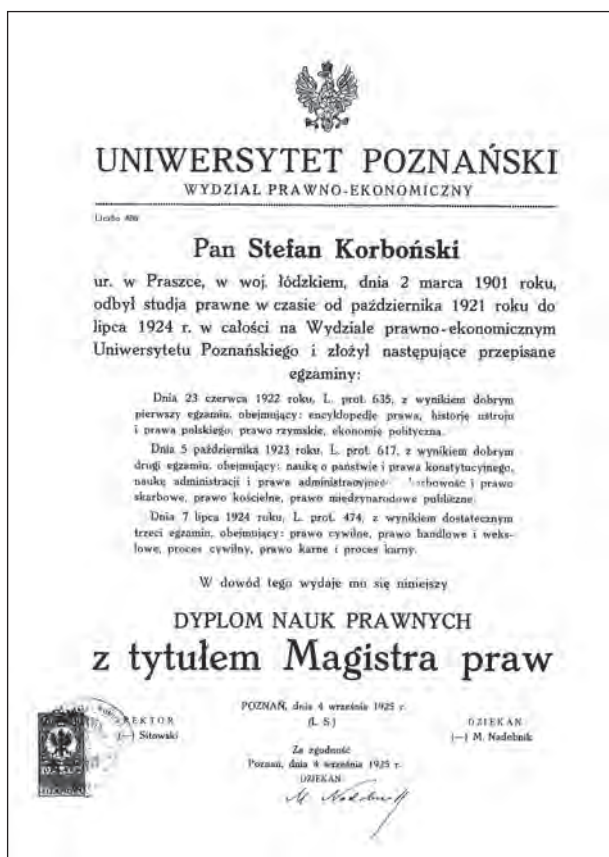 UNIWERSYTET POZNAŃSKI
WYDZIAŁ PRAWNO-EKONOMICZNY
Liczba
Pan Stefan Korboński
ur. w Praszce, w woj. łódzkiem, dnia 2 marca 1901 roku,
odbył studja prawne w czasie od października 1921 roku do
lipca 1924 r. w całości na Wydziale prawno-ekonomicznym
Uniwersytetu Poznańskiego i złożył następujące przepisane
egzaminy:
Dnia 23 czerwca 1922 roku, L. prot. 635, z wynikiem dobrym
pierwszy egzamin, obejmujący: encyklopedję prawa, historję ustroju
i prawa polskiego, prawo rzymskie, ekonomię polityczną.
Dnia 5 października 1923 roku, L. prot. 617, z wynikiem dobrym
drugi egzamin, obejmujący: naukę o państwie i prawa konstytucyjnego,
naukę administracji i prawa i prawo
skarbowe, prawo kościelne, prawo międzynarodowe publiczne.
Dnia 7 lipca 1924 roku, L. prot. 474, z wynikiem dostatecznym
trzeci egzamin, obejmujący: prawo cywilne, prawo handlowe i weks-
lowe, proces cywilny, prawo karne i proces karny.
W dowód tego wydaje mu się niniejszy
DYPLOM NAUK PRAWNYCH
z tytułem Magistra praw
POZNAŃ, dnia 4 września 1925 r.
REKTOR (L. S.) DZIEKAN
(—) Sitowski (—) M. Nadobnik
Za zgodność
Poznań, dnia 4 września 1925 r.
DZIEKAN
M. Nadobnik